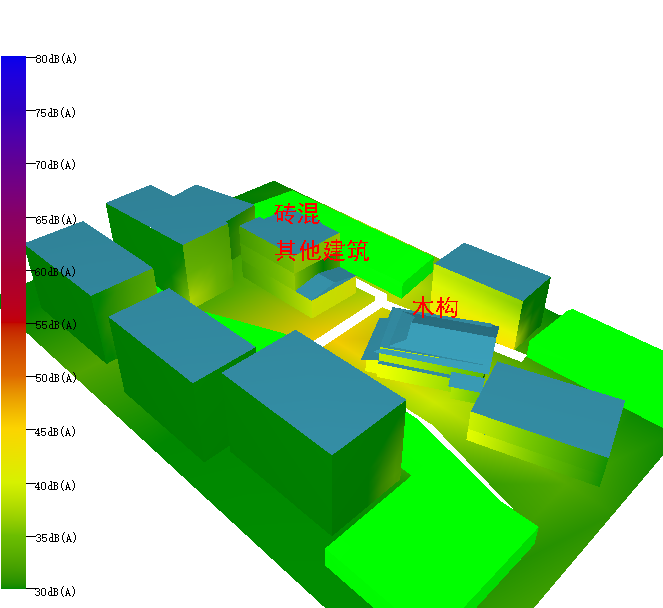 80dB(A)
75dB(A)
70dB(A)
65dB(A)
60dB(A)
55dB(A)
50dB(A)
45dB(A)
40dB(A)
35dB(A)
30dB(A)
砖混
其他建筑
木构